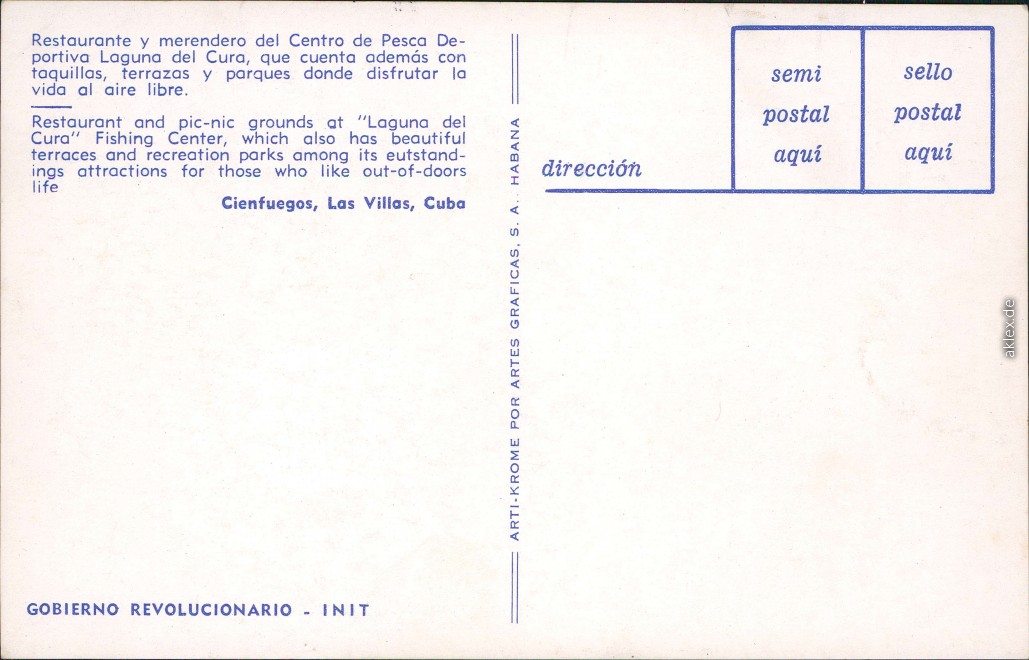 Restaurante y merendero del Centro de Pesca De-
portiva Laguna del Cura, que cuenta además con
taquillas, terrazas y parques donde disfrutar la
vida al aire libre.
Restaurant and pic-nic grounds at "Laguna del
Cura" Fishing Center, which also has beautiful
terraces and recreation parks among its eutstand-
ings attractions for those who like out-of-doors
life
Cienfuegos, Las Villas, Cuba
GOBIERNO REVOLUCIONARIO - INIT
ARTI-KROME POR ARTES GRAFICAS, S. A. HABANA
dirección
semi
postal
aquí
sello
postal
aquí
aklex.de